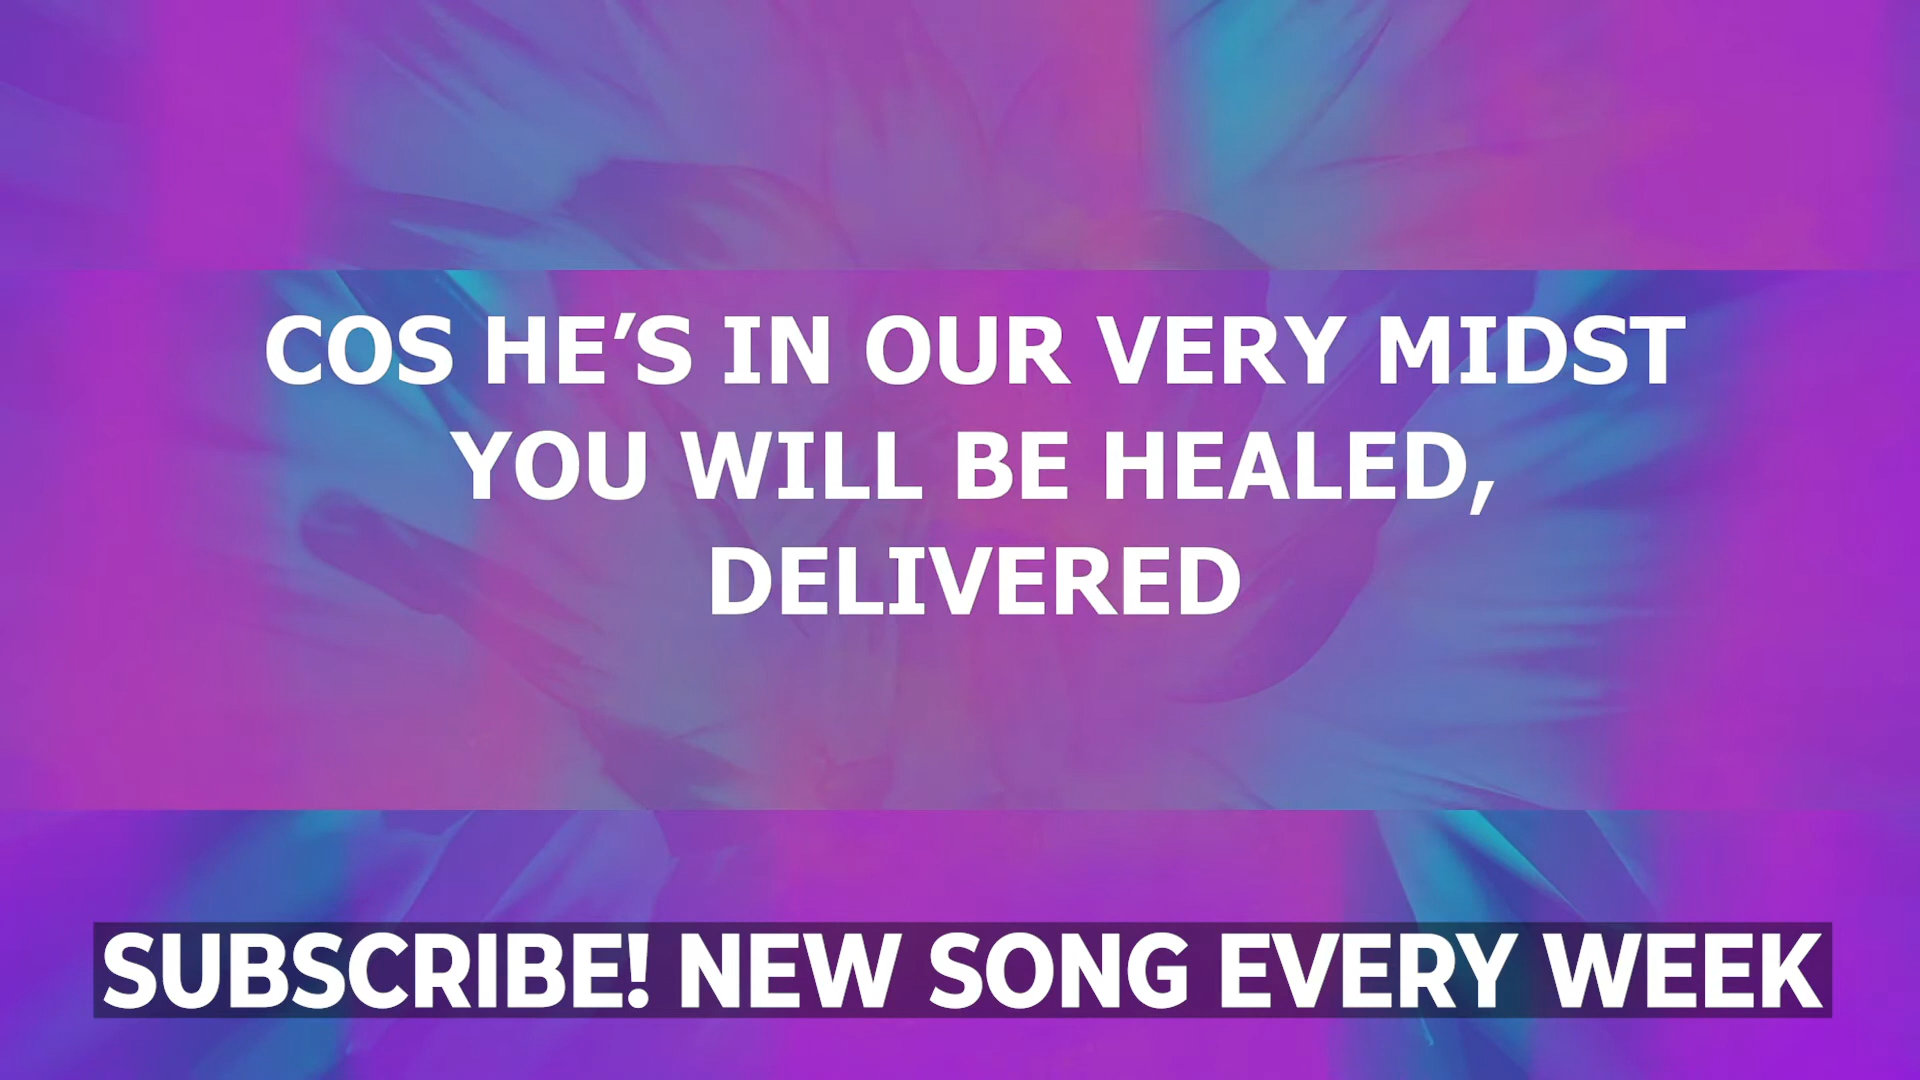 COS HE’S IN OUR VERY MIDST
YOU WILL BE HEALED,
DELIVERED
SUBSCRIBE! NEW SONG EVERY WEEK